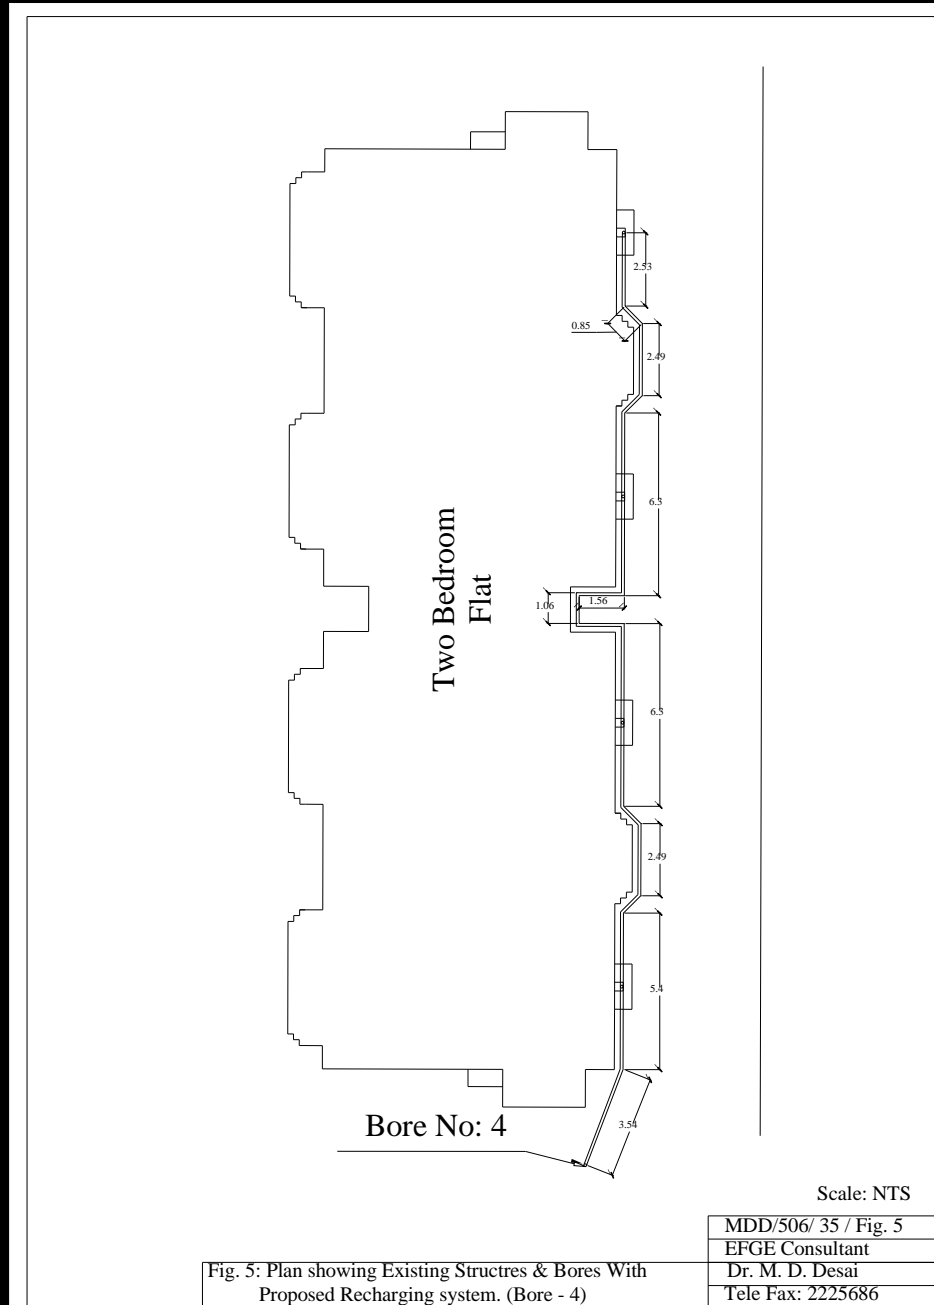 2.53
0.85
2.49
6.3
Two Bedroom
Flat
1.06
1.56
6.3
2.49
5.4
Bore No: 4
3.54
Scale: NTS
MDD/506/ 35 / Fig. 5
EFGE Consultant
Dr. M. D. Desai
Tele Fax: 2225686
Fig. 5: Plan showing Existing Structres & Bores With
Proposed Recharging system. (Bore - 4)